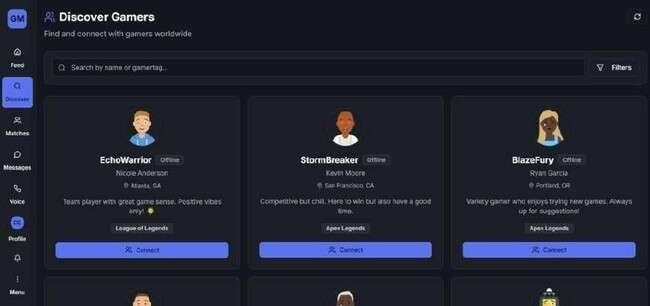 GM
Discover Gamers
Find and connect with gamers worldwide
Feed
Search by name or gamertag...
Filters
Discover
Matches
Messages
Voice
Profile
Menu
EchoWarrior Offline
Nicole Anderson
Atlanta, GA
Team player with great game sense. Positive vibes
only!
League of Legends
Connect
StormBreaker Offline
Kevin Moore
San Francisco, CA
Competitive but chill. Here to win but also have a good
time.
Apex Legends
Connect
BlazeFury Offline
Ryan Garcia
Portland, OR
Variety gamer who enjoys trying new games. Always
up for suggestions!
Apex Legends
Connect